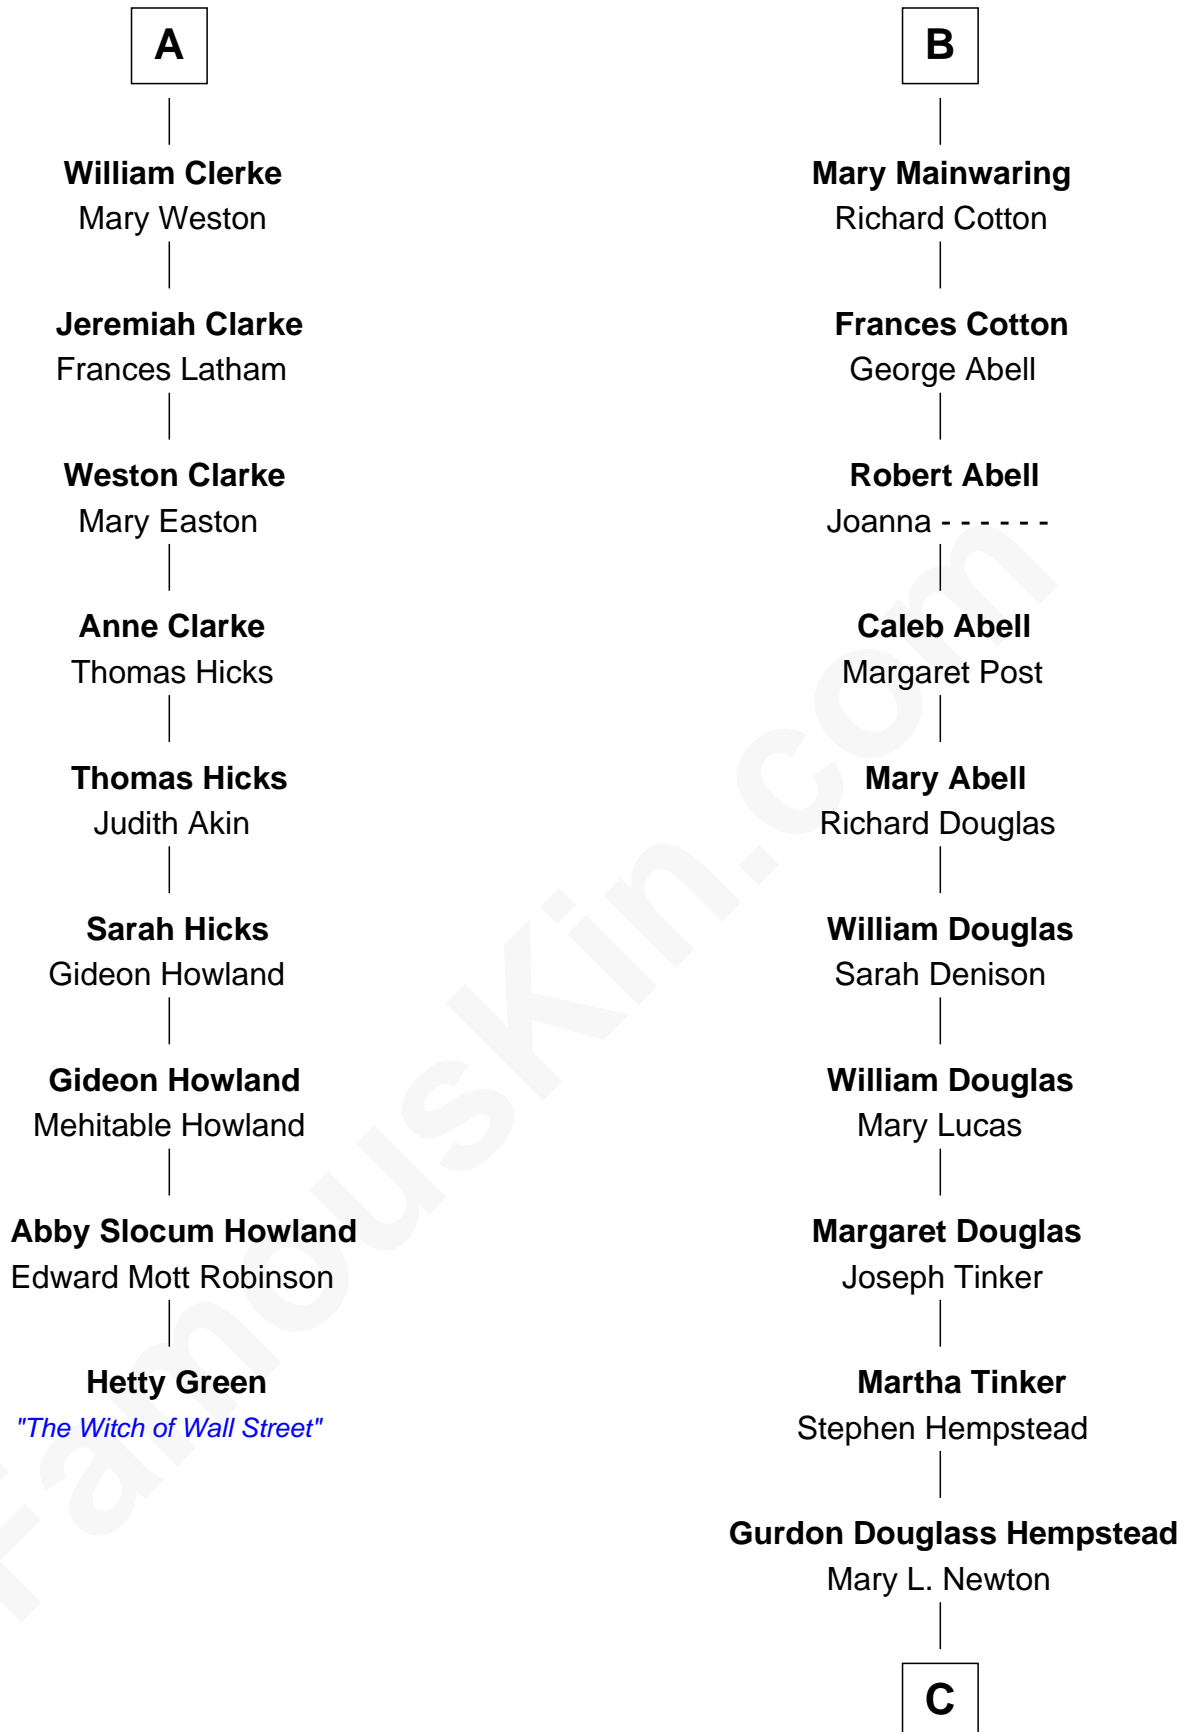 A
William Clerke
Mary Weston
Jeremiah Clarke
Frances Latham
Weston Clarke
Mary Easton
Anne Clarke
Thomas Hicks
Thomas Hicks
Judith Akin
Sarah Hicks
Gideon Howland
Gideon Howland
Mehitable Howland
Abby Slocum Howland
Edward Mott Robinson
Hetty Green
"The Witch of Wall Street"
B
Mary Mainwaring
Richard Cotton
Frances Cotton
George Abell
Robert Abell
Joanna - - - - - -
Caleb Abell
Margaret Post
Mary Abell
Richard Douglas
William Douglas
Sarah Denison
William Douglas
Mary Lucas
Margaret Douglas
Joseph Tinker
Martha Tinker
Stephen Hempstead
Gurdon Douglass Hempstead
Mary L. Newton
C
FamousKin.com